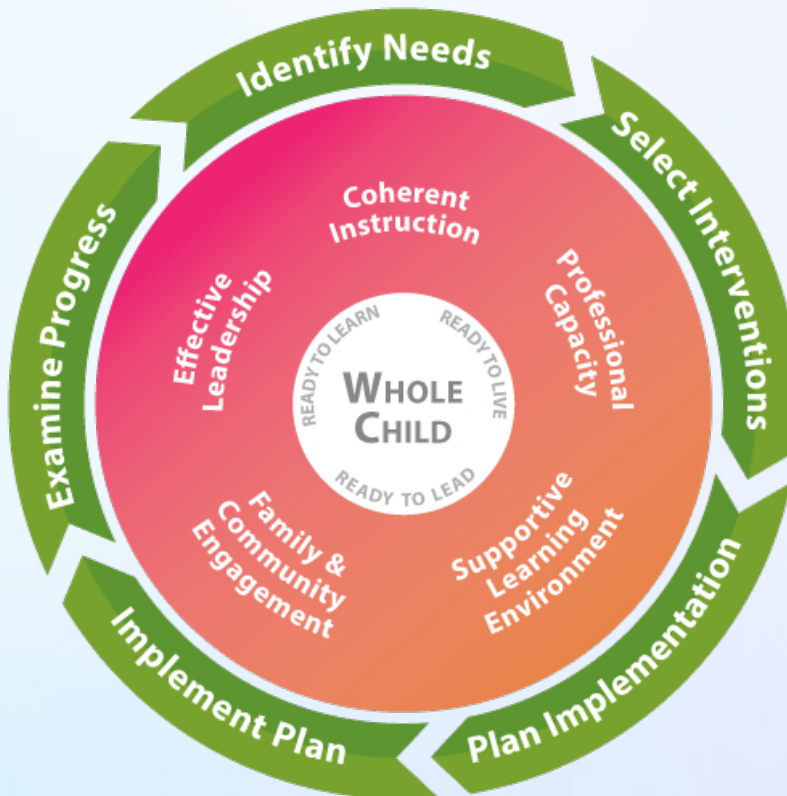 Identify Needs
Select Interventions
Plan Implementation
Implement Plan
Examine Progress
Coherent
Instruction
Professional
Capacity
Supportive
Learning
Environment
Family &
Community
Engagement
Effective
Leadership
READY TO LEARN
READY TO LIVE
READY TO LEAD
WHOLE
CHILD